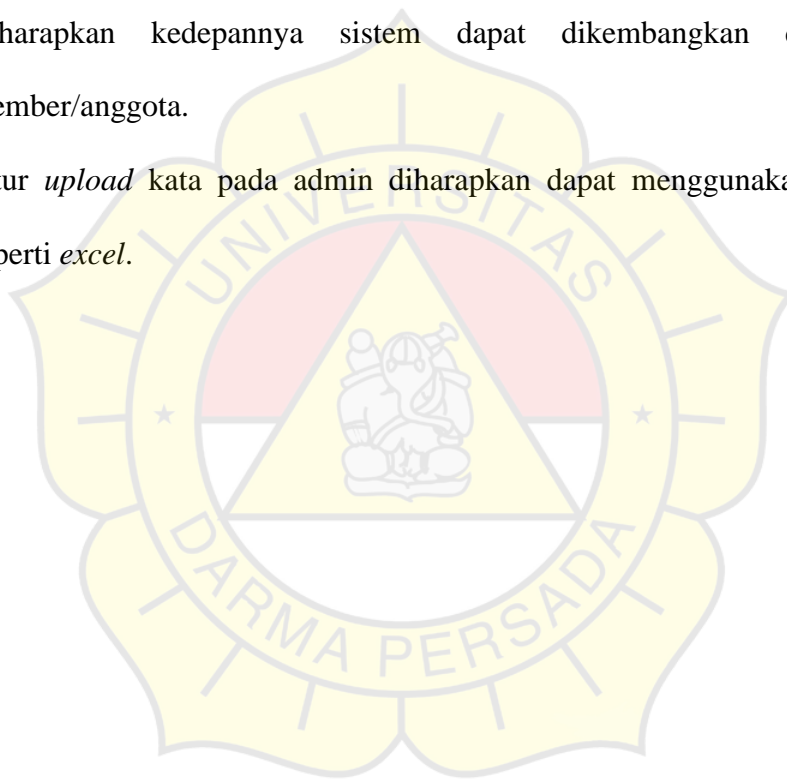 harapkan kedepannya sistem dapat dikembangkan
ember/anggota.
tur upload kata pada admin diharapkan dapat menggunaka
perti excel.
UNIVERSITAS
DARMA PERSADA